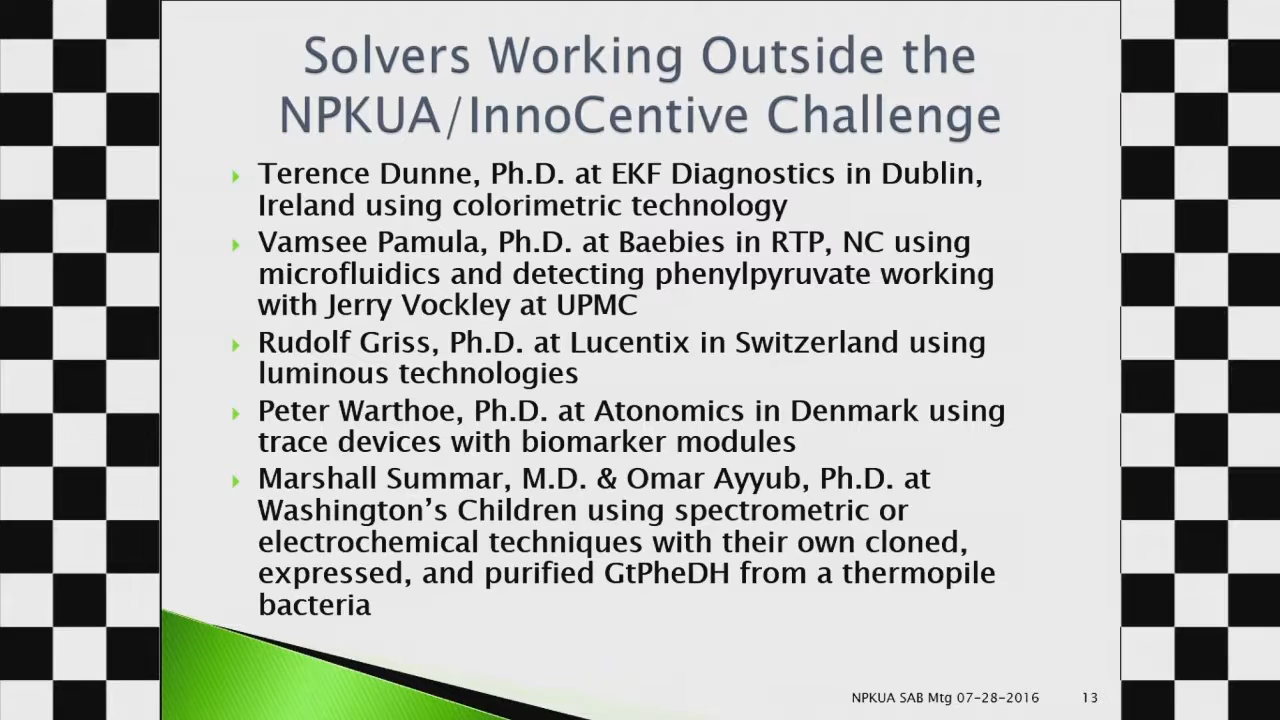 Solvers Working Outside the
NPKUA/InnoCentive Challenge
Terence Dunne, Ph.D. at EKF Diagnostics in Dublin,
Ireland using colorimetric technology
Vamsee Pamula, Ph.D. at Baebies in RTP, NC using
microfluidics and detecting phenylpyruvate working
with Jerry Vockley at UPMC
Rudolf Griss, Ph.D. at Lucentix in Switzerland using
luminous technologies
Peter Warthoe, Ph.D. at Atonomics in Denmark using
trace devices with biomarker modules
Marshall Summar, M.D. & Omar Ayyub, Ph.D. at
Washington’s Children using spectrometric or
electrochemical techniques with their own cloned,
expressed, and purified GtPheDH from a thermopile
bacteria
NPKUA SAB Mtg 07-28-2016 13